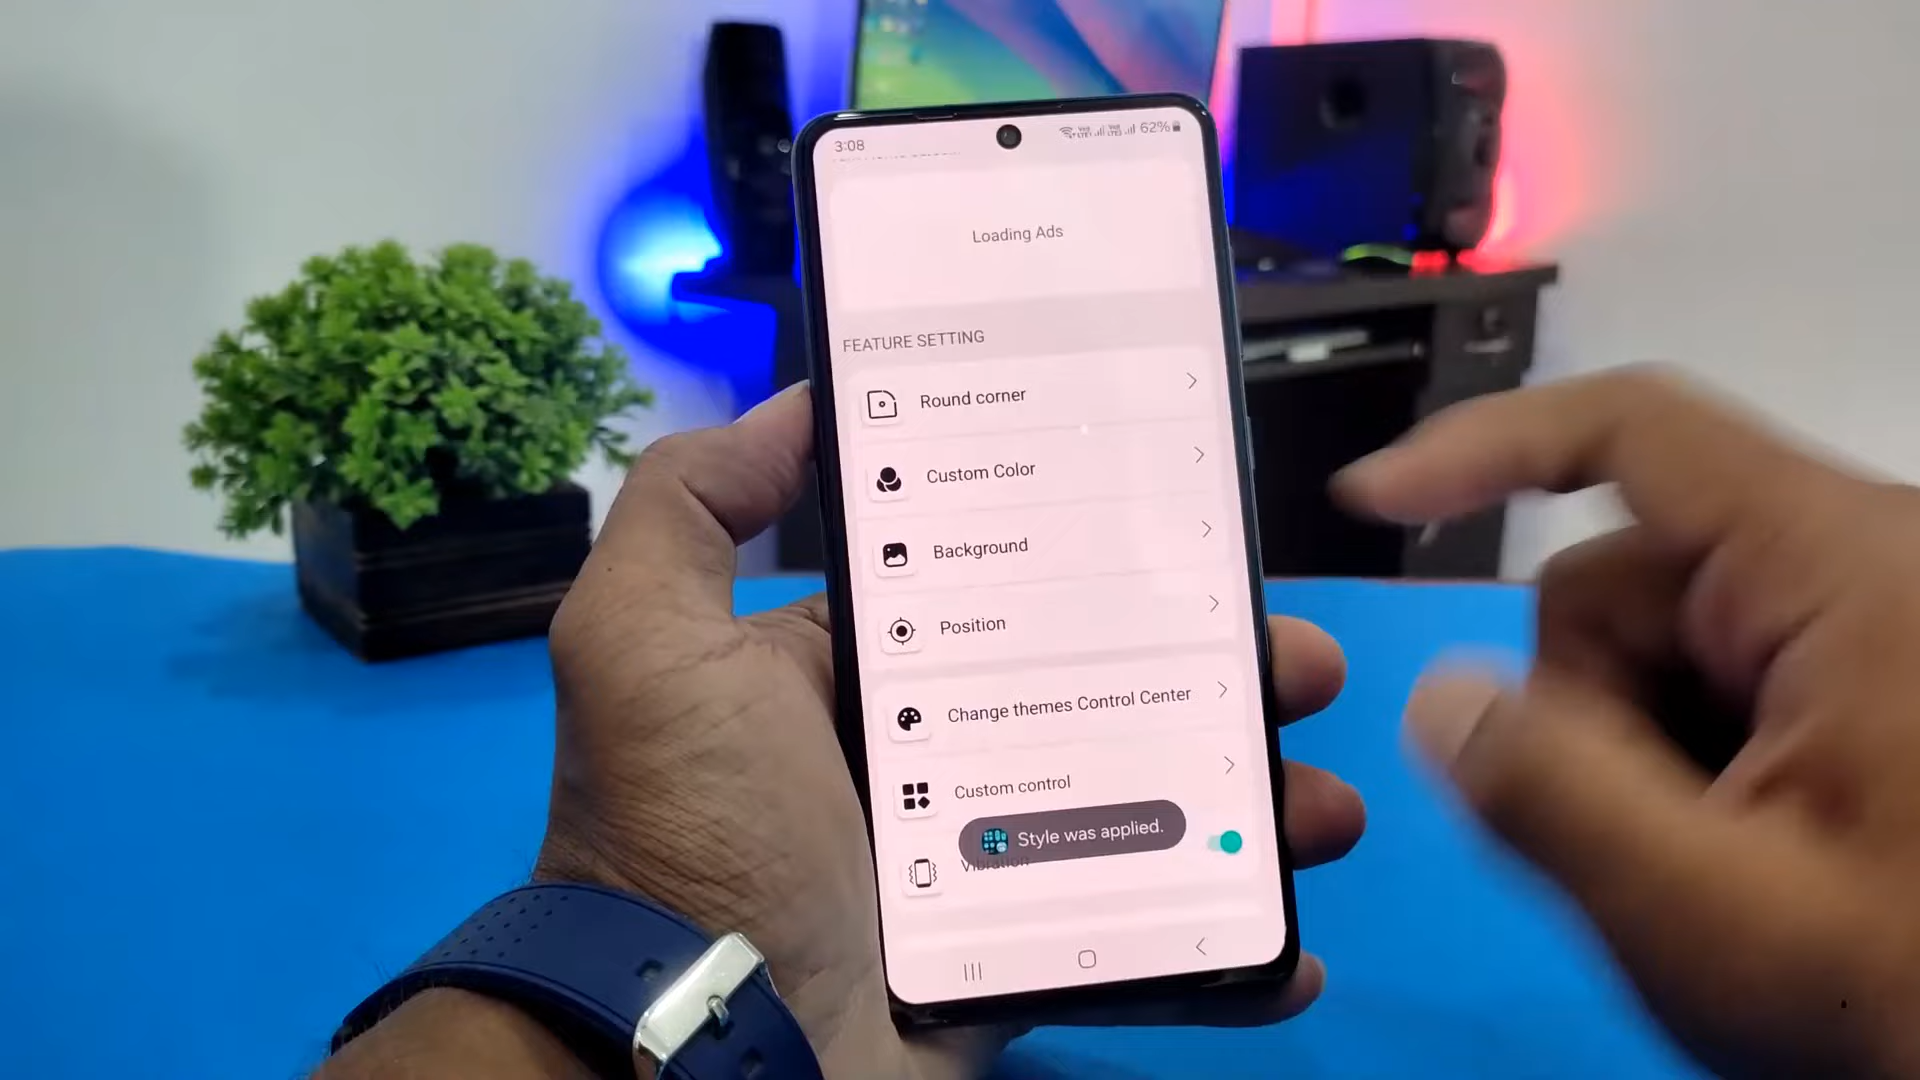 3:08
62%
Loading Ads
FEATURE SETTING
Round corner
Custom Color
Background
Position
Change themes Control Center
Custom control
Style was applied.
Vibration